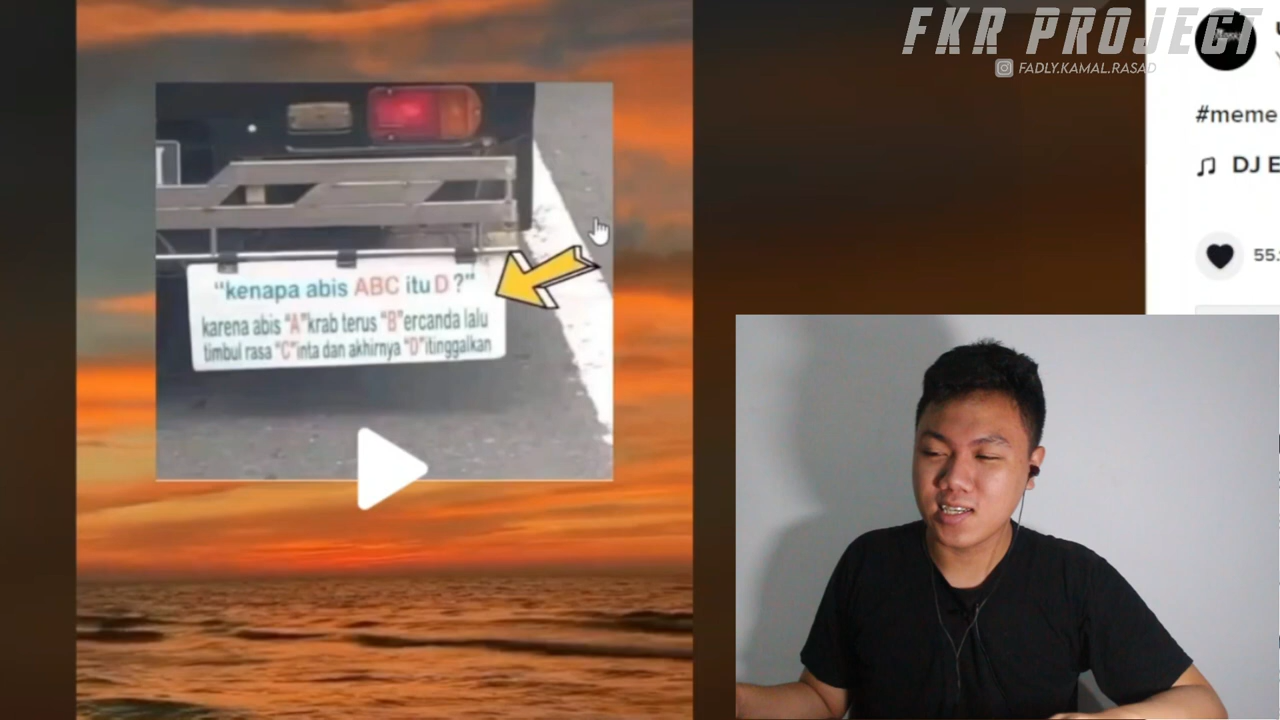 FKR PROJECT
FADLY.KAMAL.RASAD
#meme
DJ
55.
"kenapa abis ABC itu D ?"
karena abis "A"krab terus "B"ercanda lalu
timbul rasa "C"inta dan akhirnya "D"itinggalkan